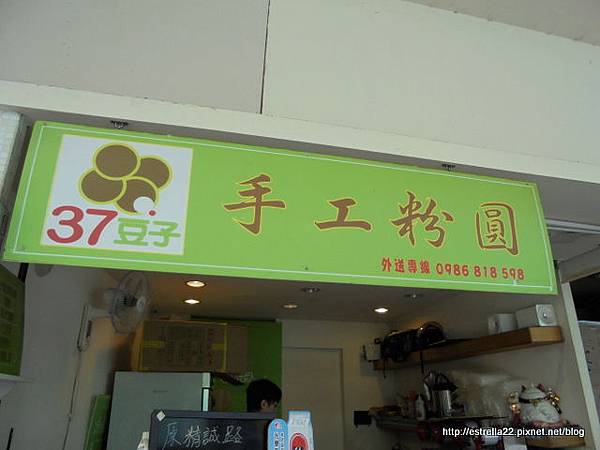 37豆子
手工粉圓
外送專線 0986 818 598
http://estrella22.pixnet.net/blog